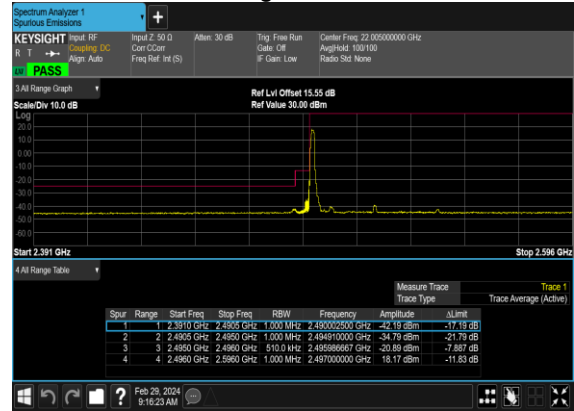 Spectrum Analyzer 1
Spurious Emissions
+
KEYSIGHT Input: RF Input Z: 50 Ω Atten: 30 dB Trig: Free Run Center Freq: 22.005000000 GHz
R T Coupling: DC Corr CCorr Gate: Off Avg|Hold: 100/100
Align: Auto Freq Ref: Int (S) IF Gain: Low Radio Std: None
PASS
3 All Range Graph
Ref Lvl Offset 15.55 dB
Scale/Div 10.0 dB Ref Value 30.00 dBm
Log
20.0
10.0
0.00
-10.0
-20.0
-30.0
-40.0
-50.0
-60.0
Start 2.391 GHz Stop 2.596 GHz
4 All Range Table
Measure Trace Trace 1
Trace Type Trace Average (Active)
Spur Range Start Freq Stop Freq RBW Frequency Amplitude ΔLimit
1 1 2.3910 GHz 2.4905 GHz 1.000 MHz 2.490002500 GHz -42.19 dBm -17.19 dB
2 2 2.4905 GHz 2.4950 GHz 1.000 MHz 2.494910000 GHz -34.79 dBm -21.79 dB
3 3 2.4950 GHz 2.4960 GHz 510.0 kHz 2.495986667 GHz -20.89 dBm -7.887 dB
4 4 2.4960 GHz 2.5960 GHz 1.000 MHz 2.497000000 GHz 18.17 dBm -11.83 dB
? Feb 29, 2024
9:16:23 AM